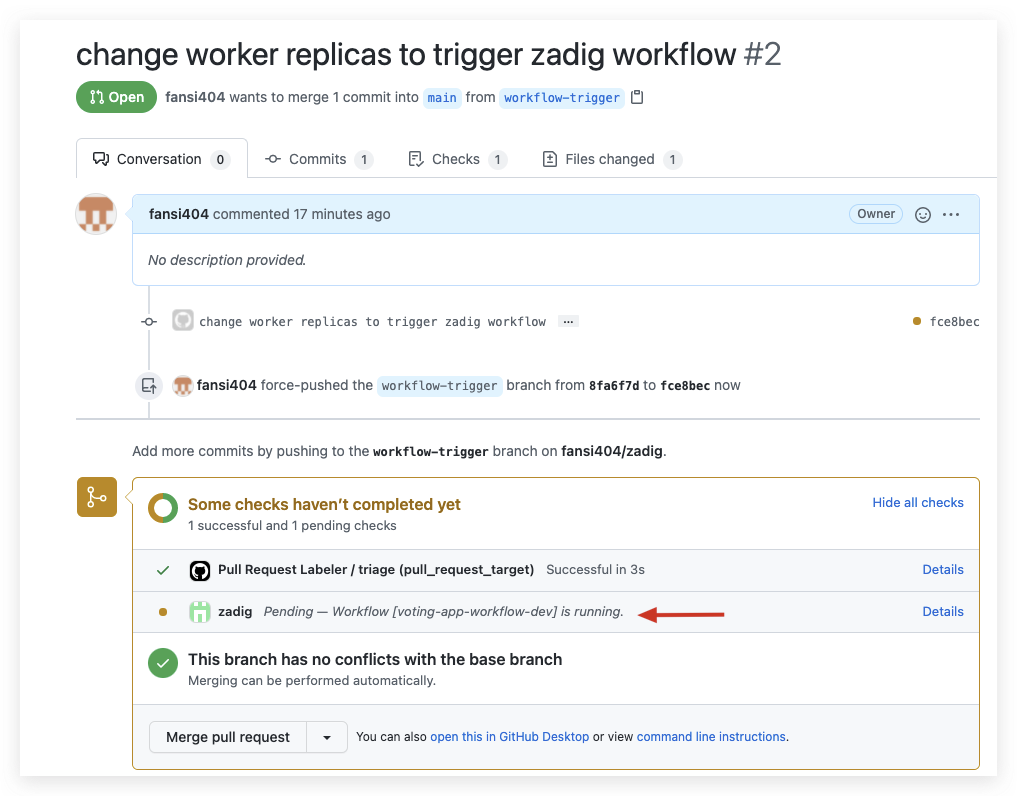 change worker replicas to trigger zadig workflow #2
Open fansi404 wants to merge 1 commit into main from workflow-trigger
Conversation 0 Commits 1 Checks 1 Files changed 1
fansi404 commented 17 minutes ago Owner
No description provided.
change worker replicas to trigger zadig workflow ... fce8bec
fansi404 force-pushed the workflow-trigger branch from 8fa6f7d to fce8bec now
Add more commits by pushing to the workflow-trigger branch on fansi404/zadig.
Some checks haven't completed yet Hide all checks
1 successful and 1 pending checks
Pull Request Labeler / triage (pull_request_target) Successful in 3s Details
zadig Pending — Workflow [voting-app-workflow-dev] is running. Details
This branch has no conflicts with the base branch
Merging can be performed automatically.
Merge pull request You can also open this in GitHub Desktop or view command line instructions.